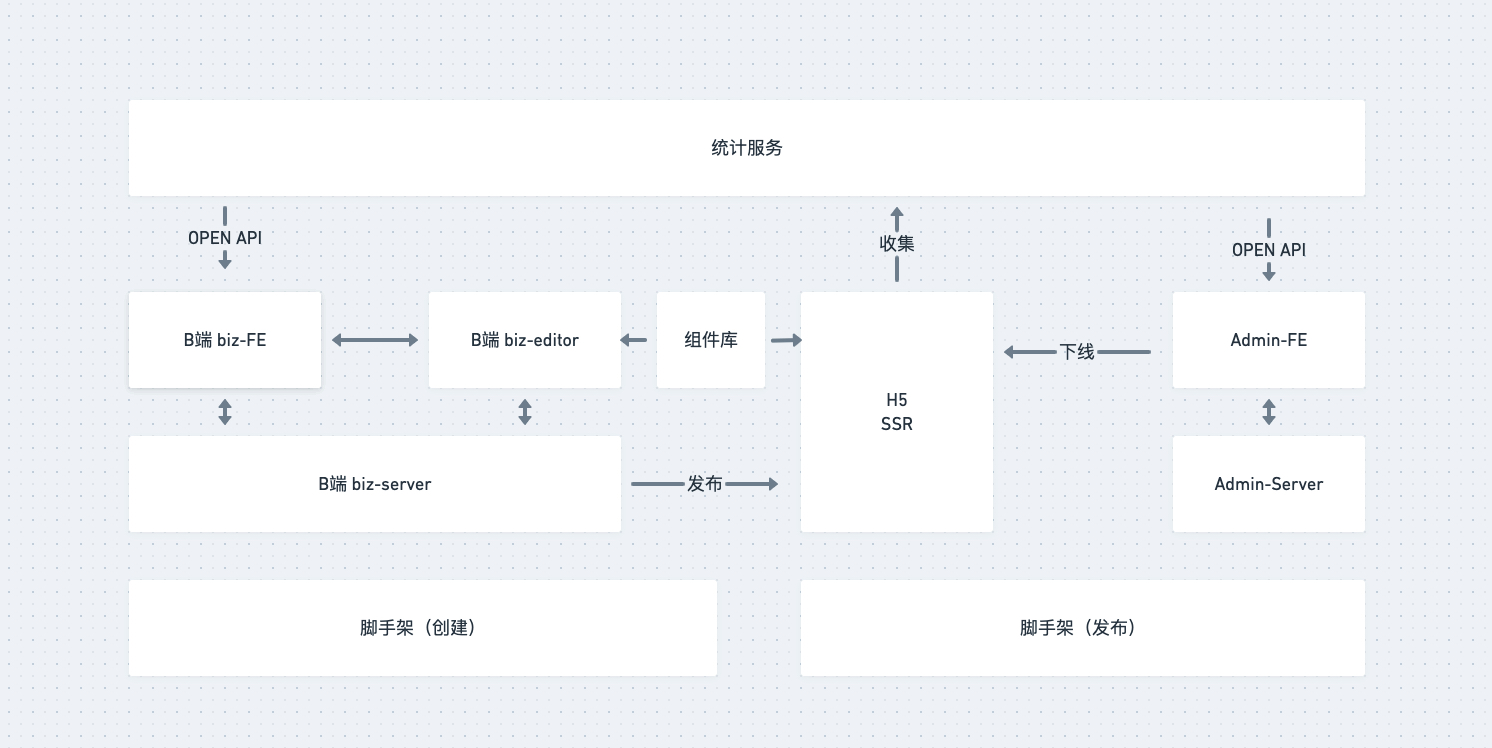 统计服务
OPEN API
收集
OPEN API
B端 biz-FE
B端 biz-editor
组件库
下线
Admin-FE
H5
SSR
B端 biz-server
发布
Admin-Server
脚手架（创建）
脚手架（发布）